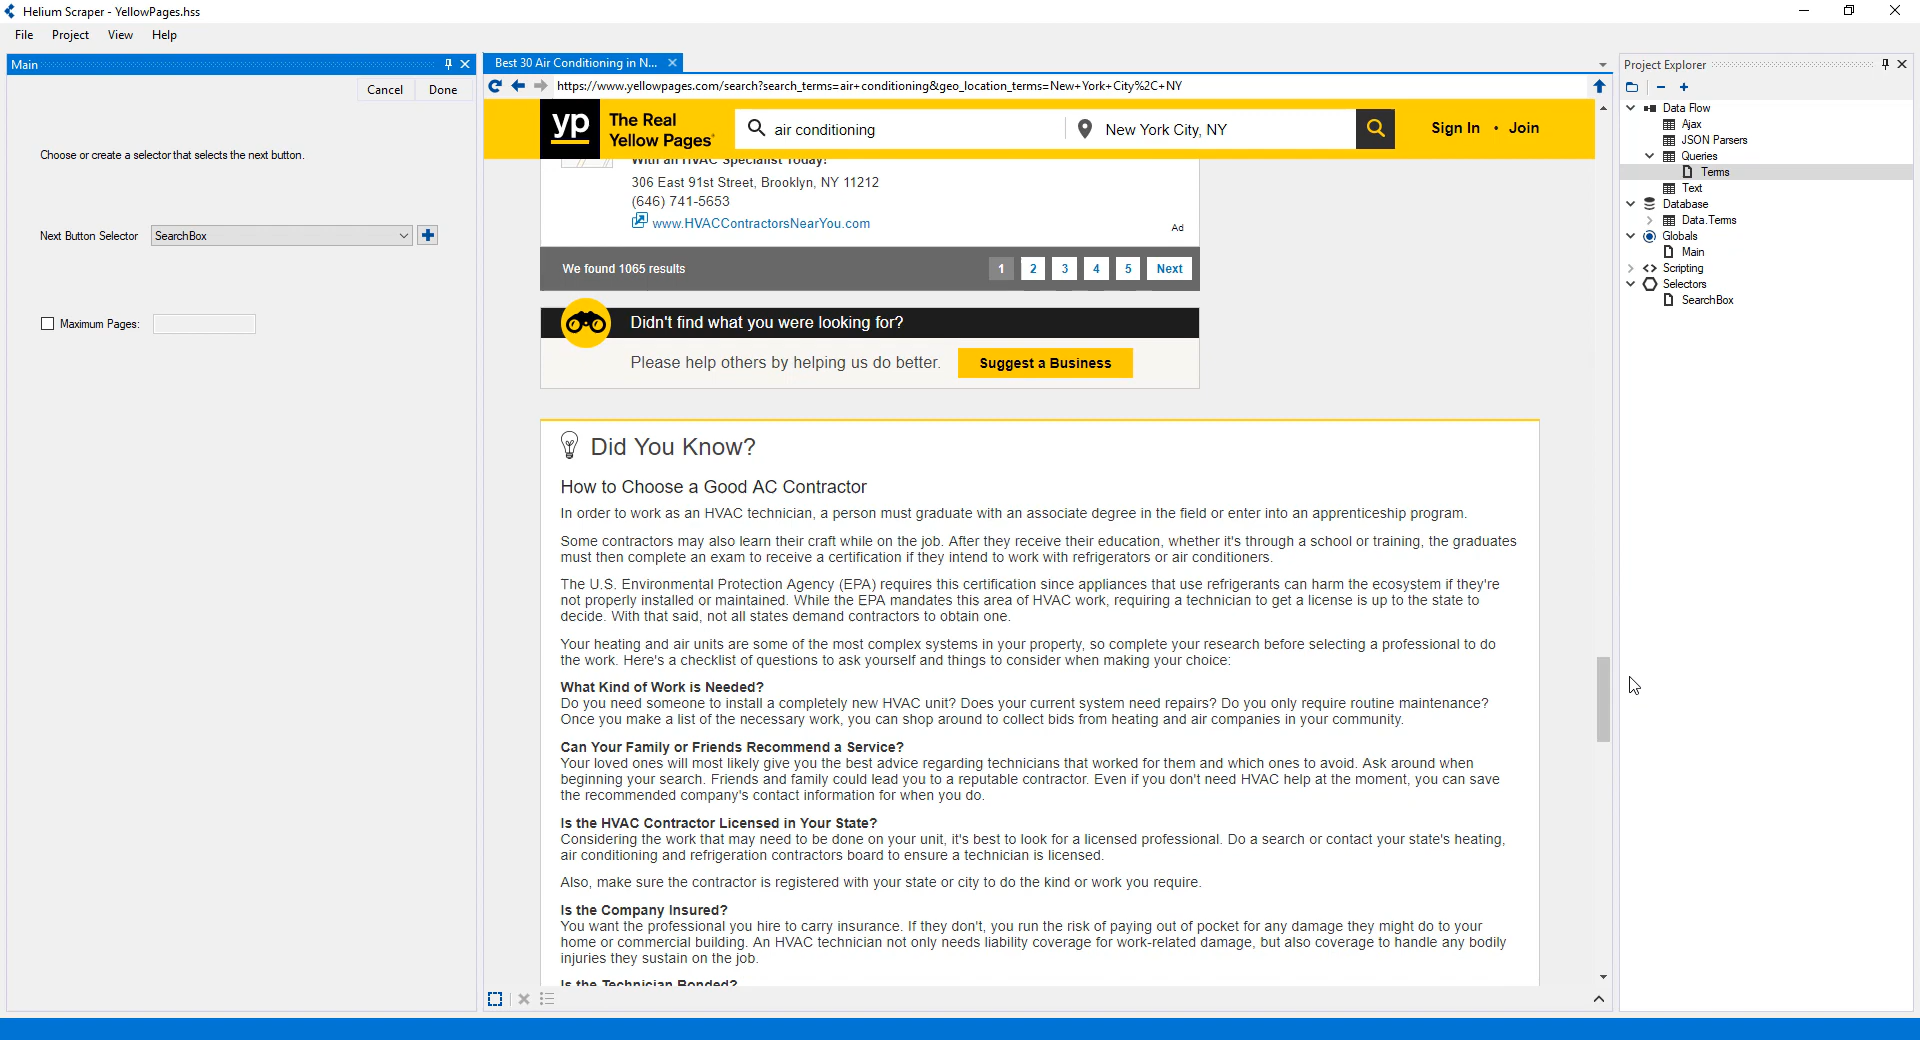 Helium Scraper - YellowPages.hss
File Project View Help
Main
Cancel Done
Choose or create a selector that selects the next button.
Next Button Selector SearchBox
Maximum Pages:
Best 30 Air Conditioning in N...
https://www.yellowpages.com/search?search_terms=air+conditioning&geo_location_terms=New+York+City%2C+NY
yp The Real Yellow Pages
air conditioning
New York City, NY
Sign In • Join
With an HVAC Specialist Today!
306 East 91st Street, Brooklyn, NY 11212
(646) 741-5653
www.HVACContractorsNearYou.com
Ad
We found 1065 results
1 2 3 4 5 Next
Didn't find what you were looking for?
Please help others by helping us do better.
Suggest a Business
Did You Know?
How to Choose a Good AC Contractor
In order to work as an HVAC technician, a person must graduate with an associate degree in the field or enter into an apprenticeship program.
Some contractors may also learn their craft while on the job. After they receive their education, whether it's through a school or training, the graduates
must then complete an exam to receive a certification if they intend to work with refrigerators or air conditioners.
The U.S. Environmental Protection Agency (EPA) requires this certification since appliances that use refrigerants can harm the ecosystem if they're
not properly installed or maintained. While the EPA mandates this area of HVAC work, requiring a technician to get a license is up to the state to
decide. With that said, not all states demand contractors to obtain one.
Your heating and air units are some of the most complex systems in your property, so complete your research before selecting a professional to do
the work. Here's a checklist of questions to ask yourself and things to consider when making your choice:
What Kind of Work is Needed?
Do you need someone to install a completely new HVAC unit? Does your current system need repairs? Do you only require routine maintenance?
Once you make a list of the necessary work, you can shop around to collect bids from heating and air companies in your community.
Can Your Family or Friends Recommend a Service?
Your loved ones will most likely give you the best advice regarding technicians that worked for them and which ones to avoid. Ask around when
beginning your search. Friends and family could lead you to a reputable contractor. Even if you don't need HVAC help at the moment, you can save
the recommended company's contact information for when you do.
Is the HVAC Contractor Licensed in Your State?
Considering the work that may need to be done on your unit, it's best to look for a licensed professional. Do a search or contact your state's heating,
air conditioning and refrigeration contractors board to ensure a technician is licensed.
Also, make sure the contractor is registered with your state or city to do the kind or work you require.
Is the Company Insured?
You want the professional you hire to carry insurance. If they don't, you run the risk of paying out of pocket for any damage they might do to your
home or commercial building. An HVAC technician not only needs liability coverage for work-related damage, but also coverage to handle any bodily
injuries they sustain on the job.
Is the Technician Bonded?
Project Explorer
Data Flow
Ajax
JSON Parsers
Queries
Terms
Text
Database
Data.Terms
Globals
Main
Scripting
Selectors
SearchBox